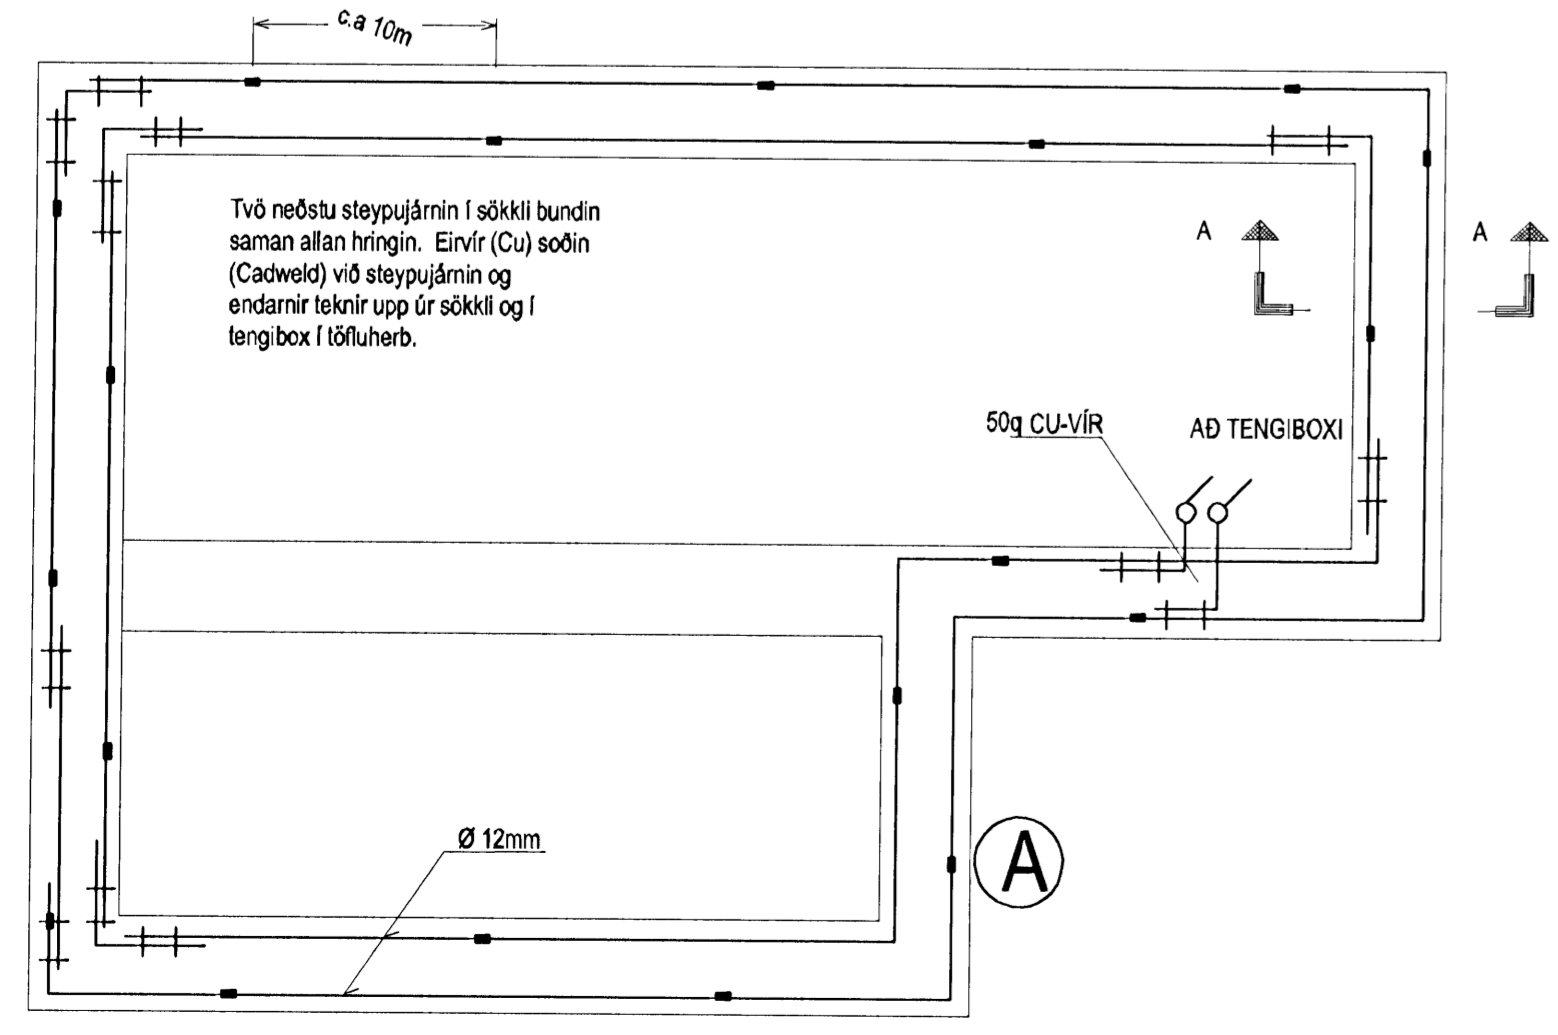 c.a 10m
Tvö neðstu steypujárnin í sökkli bundin
saman allan hringin. Eirvír (Cu) soðin
(Cadweld) við steypujárnin og
endarnir teknir upp úr sökkli og í
tengibox í töfluherb.
A
A
50q CU-VÍR
AÐ TENGIBOXI
Ø 12mm
A